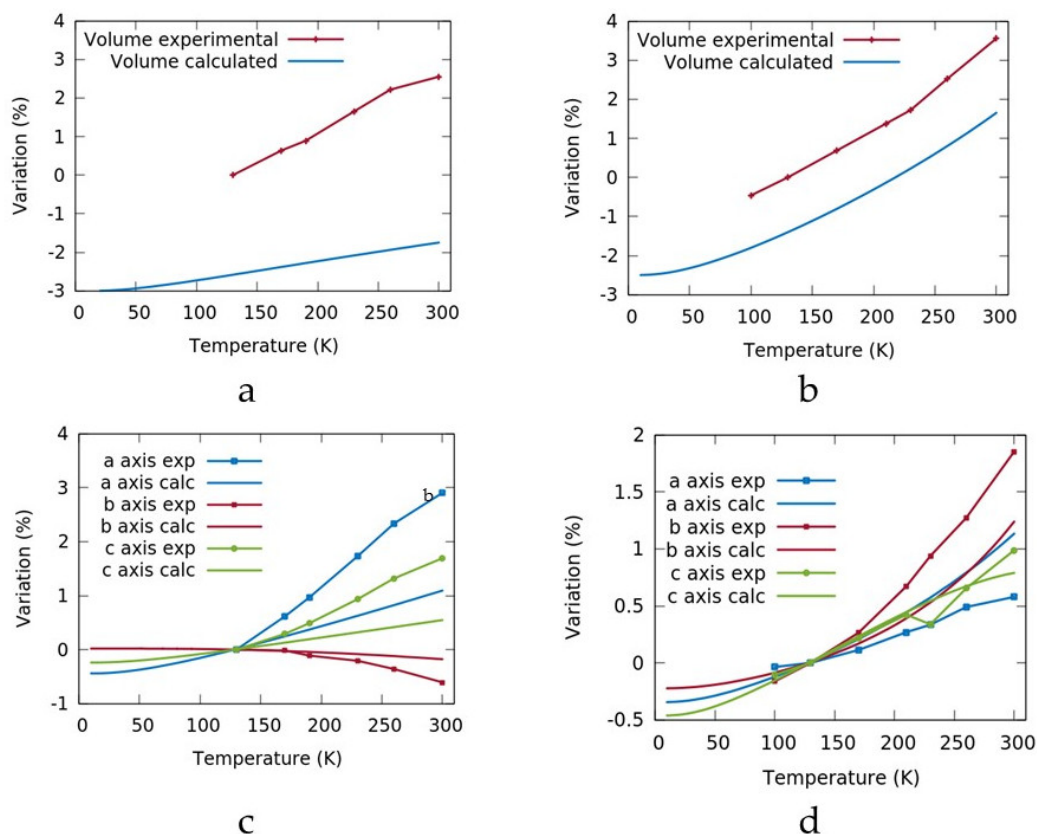 4
3
2
1
0
-1
-2
-3
Variation (%)
Volume experimental
Volume calculated
0 50 100 150 200 250 300
Temperature (K)
a
4
3
2
1
0
-1
-2
-3
Variation (%)
Volume experimental
Volume calculated
0 50 100 150 200 250 300
Temperature (K)
b
4
3
2
1
0
-1
Variation (%)
a axis exp
a axis calc
b axis exp
b axis calc
c axis exp
c axis calc
b
0 50 100 150 200 250 300
Temperature (K)
c
2
1.5
1
0.5
0
-0.5
Variation (%)
a axis exp
a axis calc
b axis exp
b axis calc
c axis exp
c axis calc
0 50 100 150 200 250 300
Temperature (K)
d